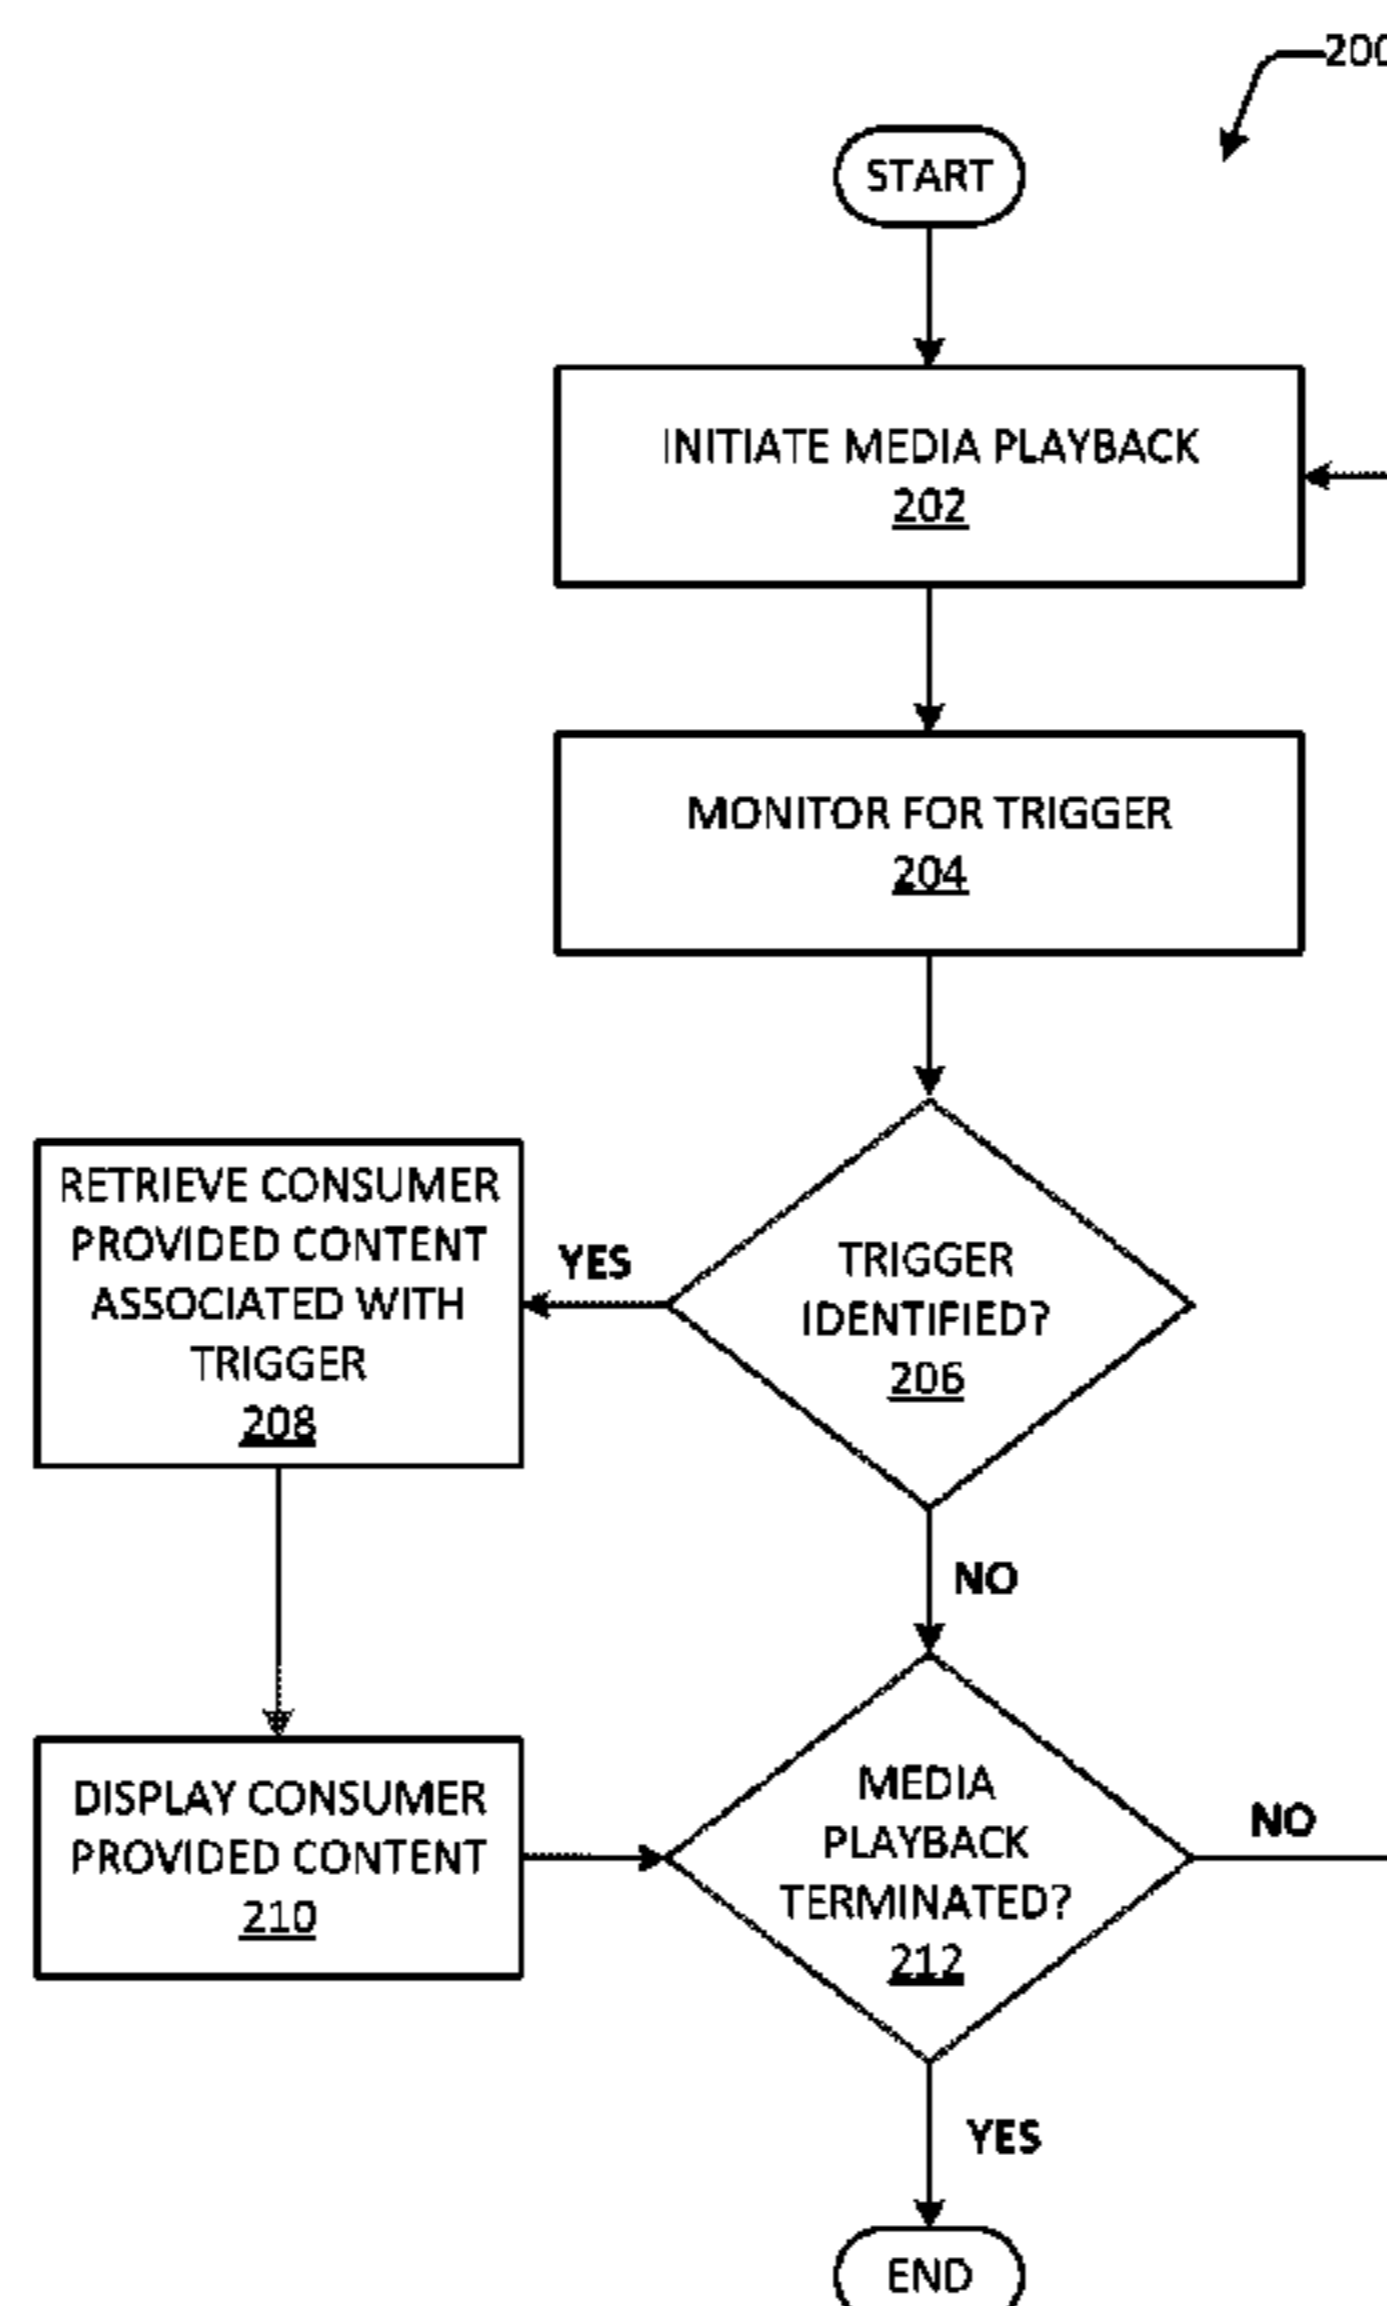 200
START
INITIATE MEDIA PLAYBACK
202
MONITOR FOR TRIGGER
204
TRIGGER
IDENTIFIED?
206
YES
RETRIEVE CONSUMER
PROVIDED CONTENT
ASSOCIATED WITH
TRIGGER
208
NO
DISPLAY CONSUMER
PROVIDED CONTENT
210
MEDIA
PLAYBACK
TERMINATED?
212
NO
YES
END